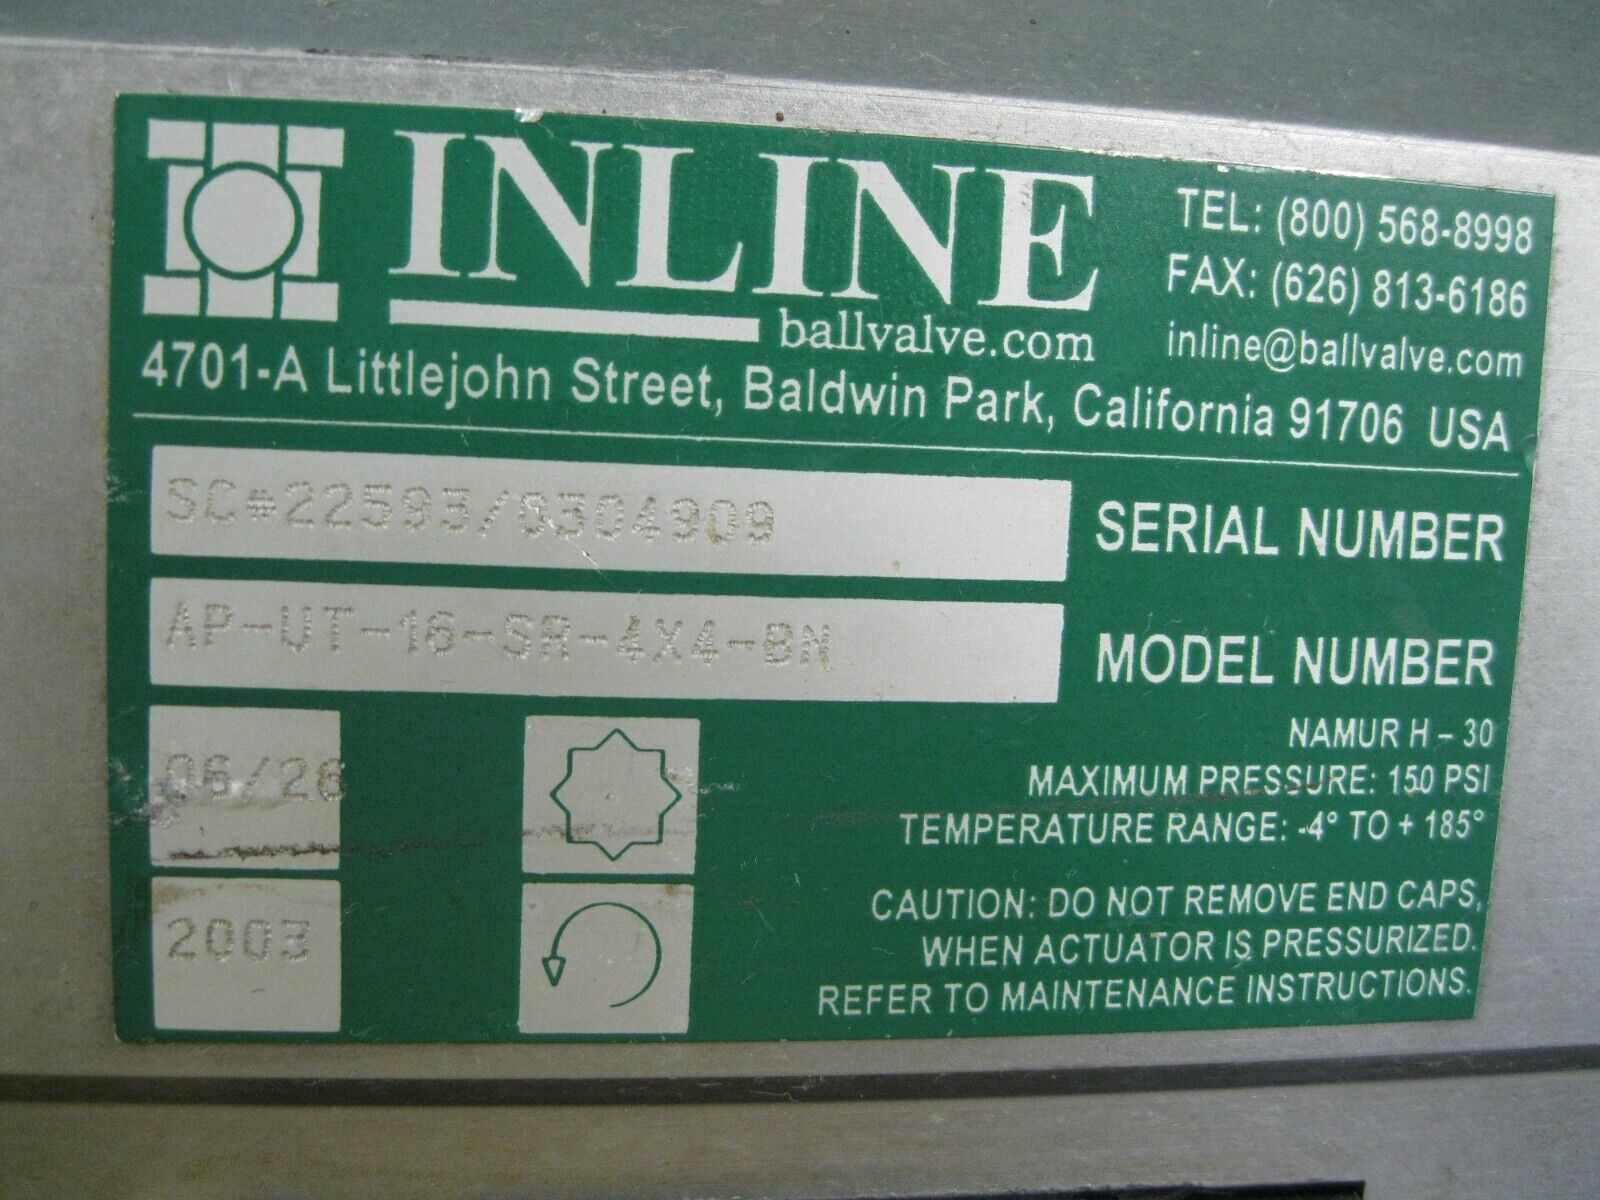 INLINE
ballvalve.com
TEL: (800) 568-8998
FAX: (626) 813-6186
inline@ballvalve.com
4701-A Littlejohn Street, Baldwin Park, California 91706 USA
SC#22593/0304909 SERIAL NUMBER
AP-UT-16-SR-4X4-BN MODEL NUMBER
06/26
2003
NAMUR H - 30
MAXIMUM PRESSURE: 150 PSI
TEMPERATURE RANGE: -4° TO + 185°
CAUTION: DO NOT REMOVE END CAPS,
WHEN ACTUATOR IS PRESSURIZED.
REFER TO MAINTENANCE INSTRUCTIONS.